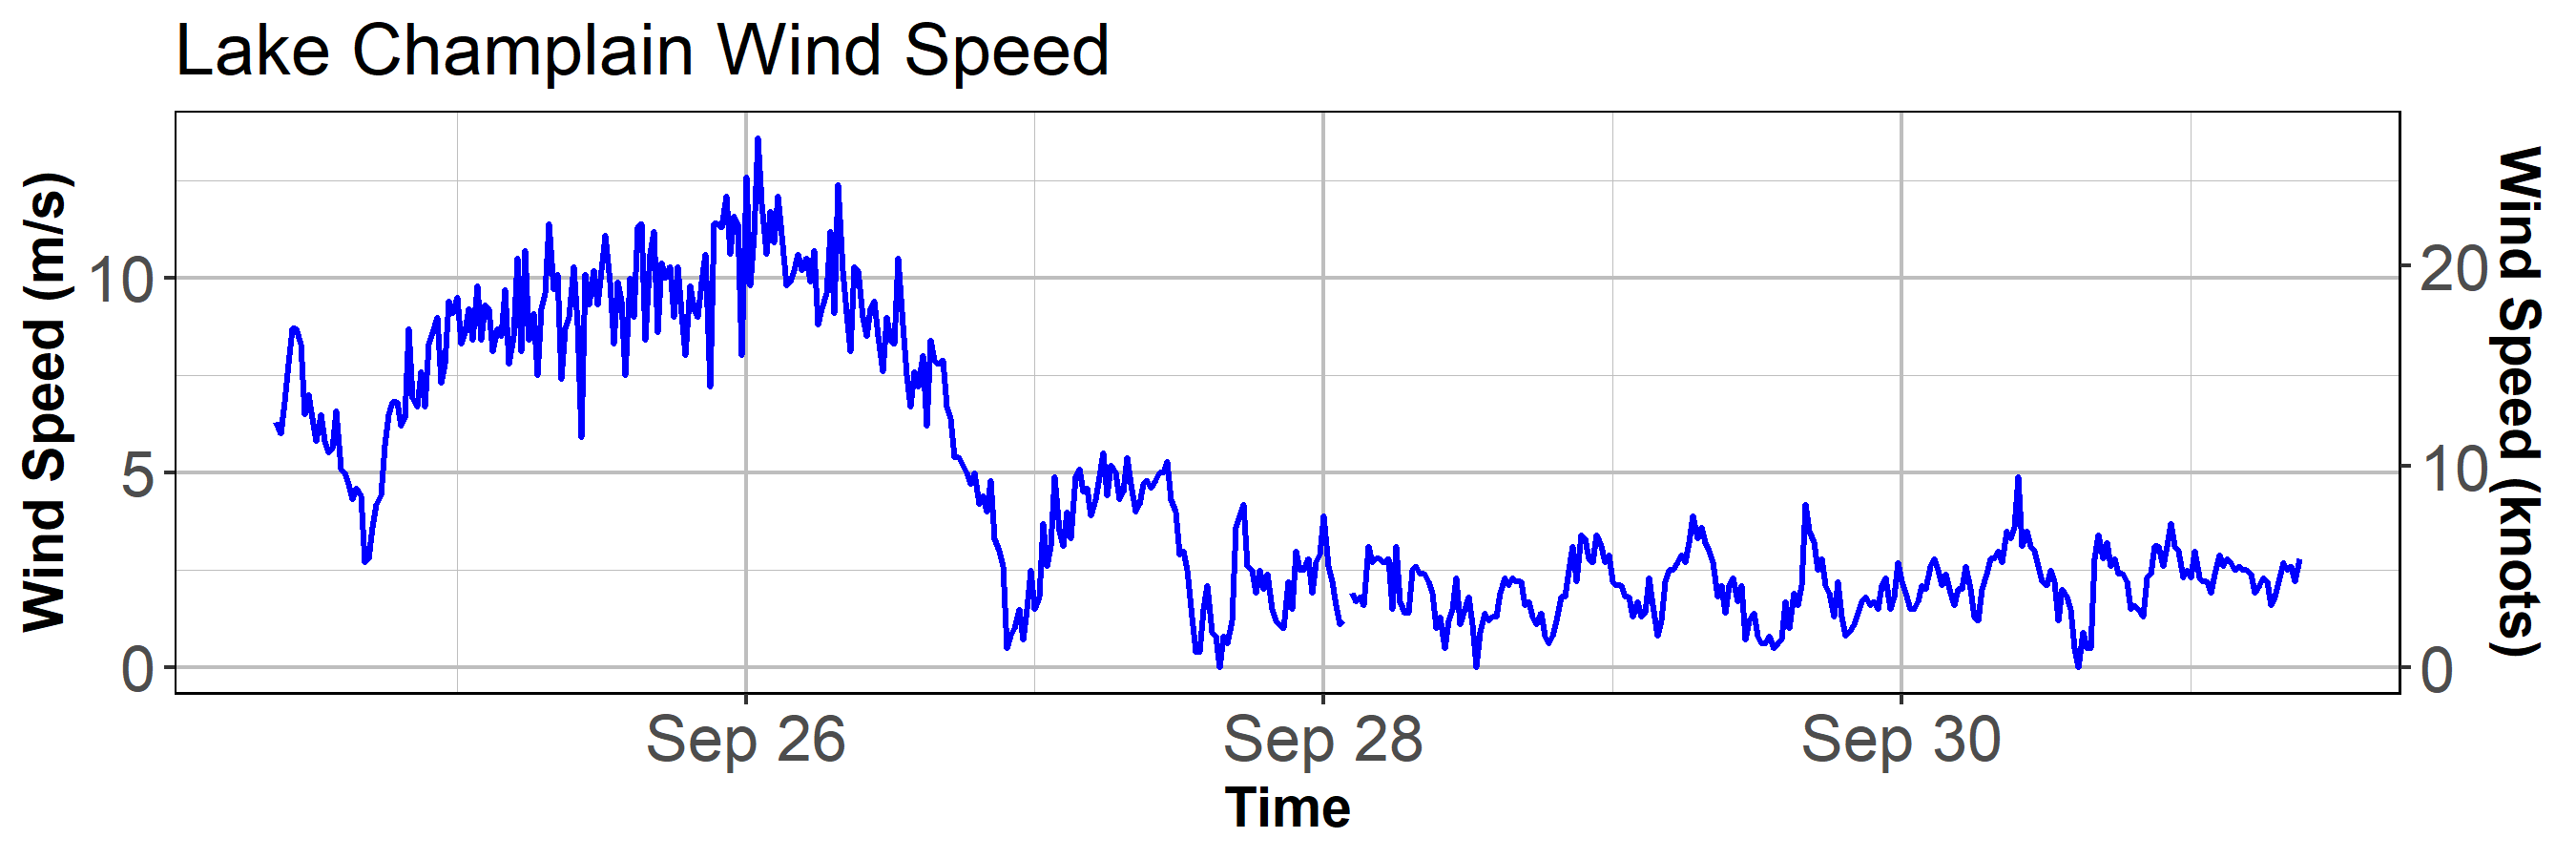 Lake Champlain Wind Speed
Wind Speed (m/s)
10
5
0
20
10
0
Wind Speed (knots)
Sep 26
Sep 28
Sep 30
Time